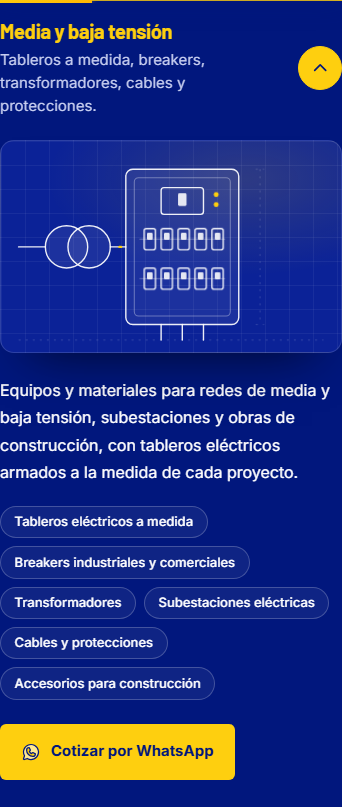 Media y baja tensión
Tableros a medida, breakers,
transformadores, cables y
protecciones.
Equipos y materiales para redes de media y
baja tensión, subestaciones y obras de
construcción, con tableros eléctricos
armados a la medida de cada proyecto.
Tableros eléctricos a medida
Breakers industriales y comerciales
Transformadores
Subestaciones eléctricas
Cables y protecciones
Accesorios para construcción
Cotizar por WhatsApp